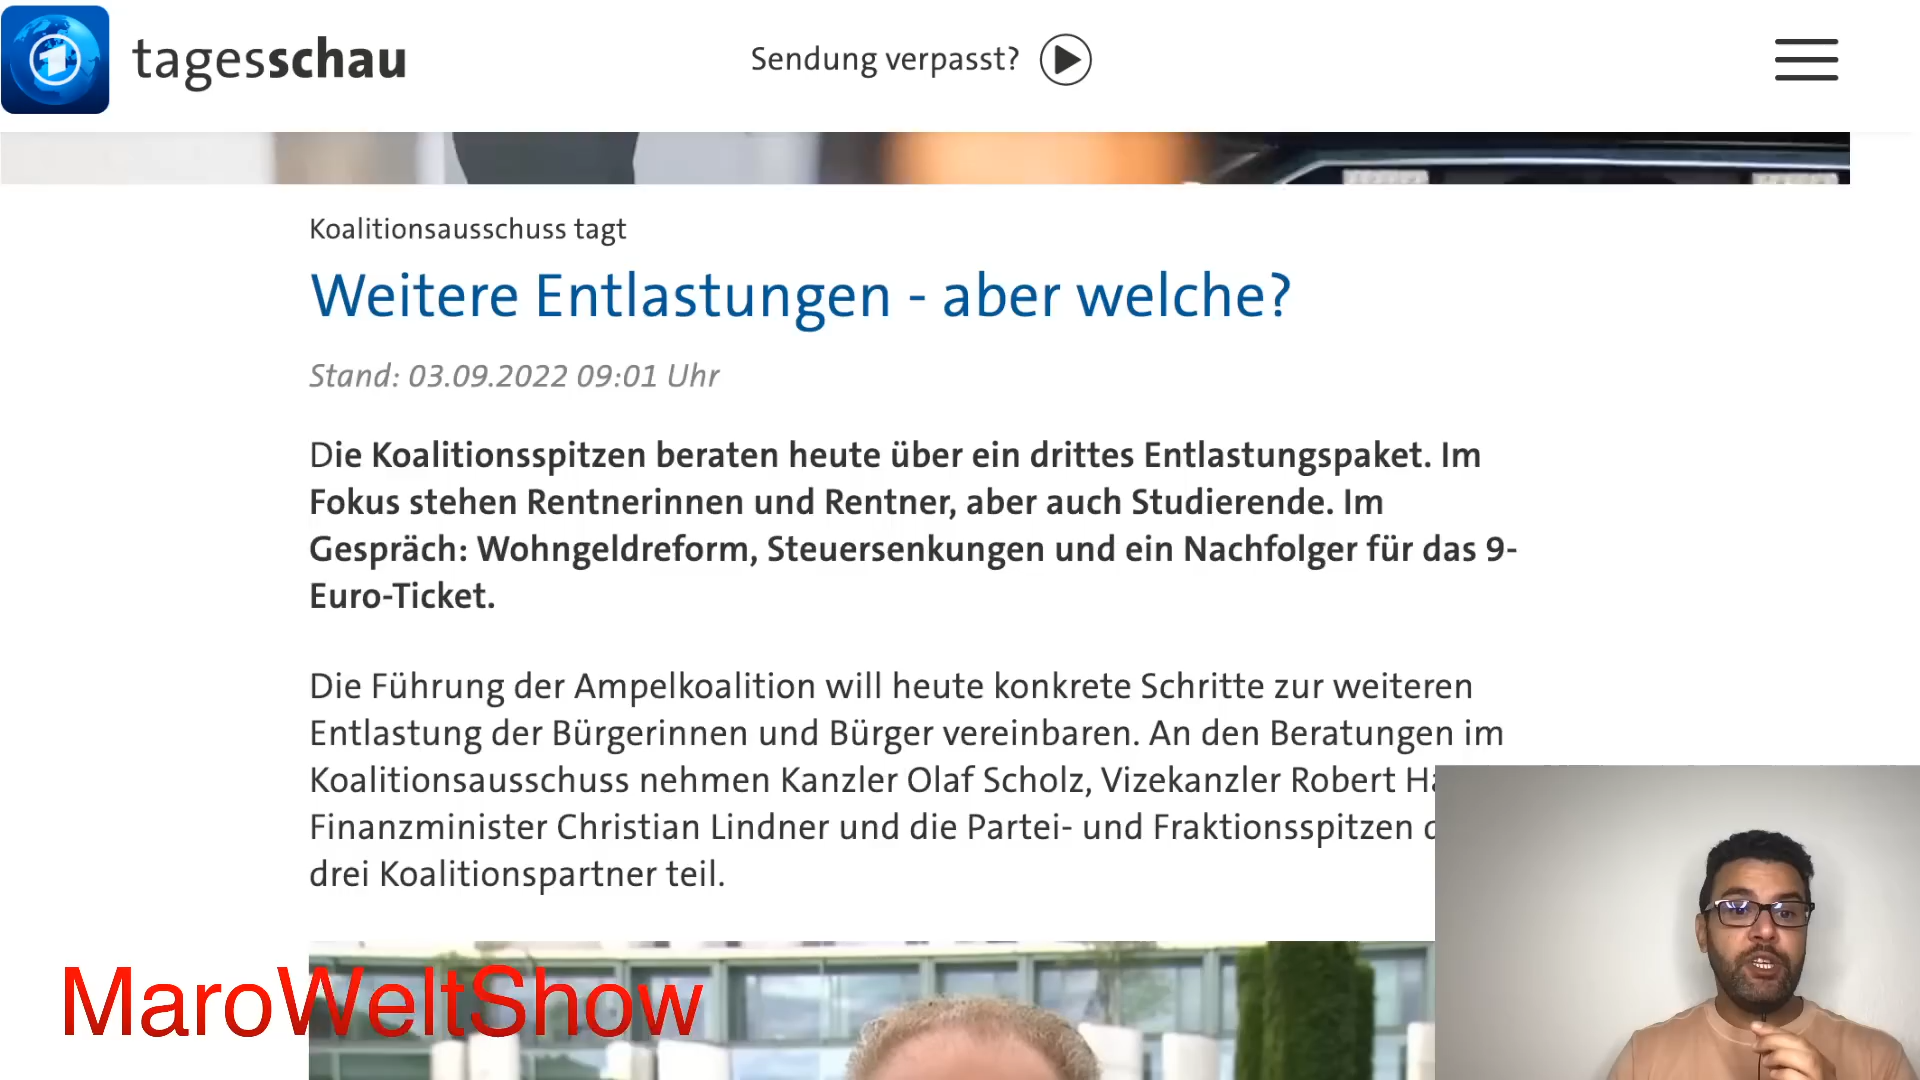 tagesschau
Sendung verpasst?
Koalitionsausschuss tagt
Weitere Entlastungen - aber welche?
Stand: 03.09.2022 09:01 Uhr
Die Koalitionsspitzen beraten heute über ein drittes Entlastungspaket. Im
Fokus stehen Rentnerinnen und Rentner, aber auch Studierende. Im
Gespräch: Wohngeldreform, Steuersenkungen und ein Nachfolger für das 9-
Euro-Ticket.
Die Führung der Ampelkoalition will heute konkrete Schritte zur weiteren
Entlastung der Bürgerinnen und Bürger vereinbaren. An den Beratungen im
Koalitionsausschuss nehmen Kanzler Olaf Scholz, Vizekanzler Robert
Finanzminister Christian Lindner und die Partei- und Fraktionsspitzen
drei Koalitionspartner teil.
MaroWeltShow